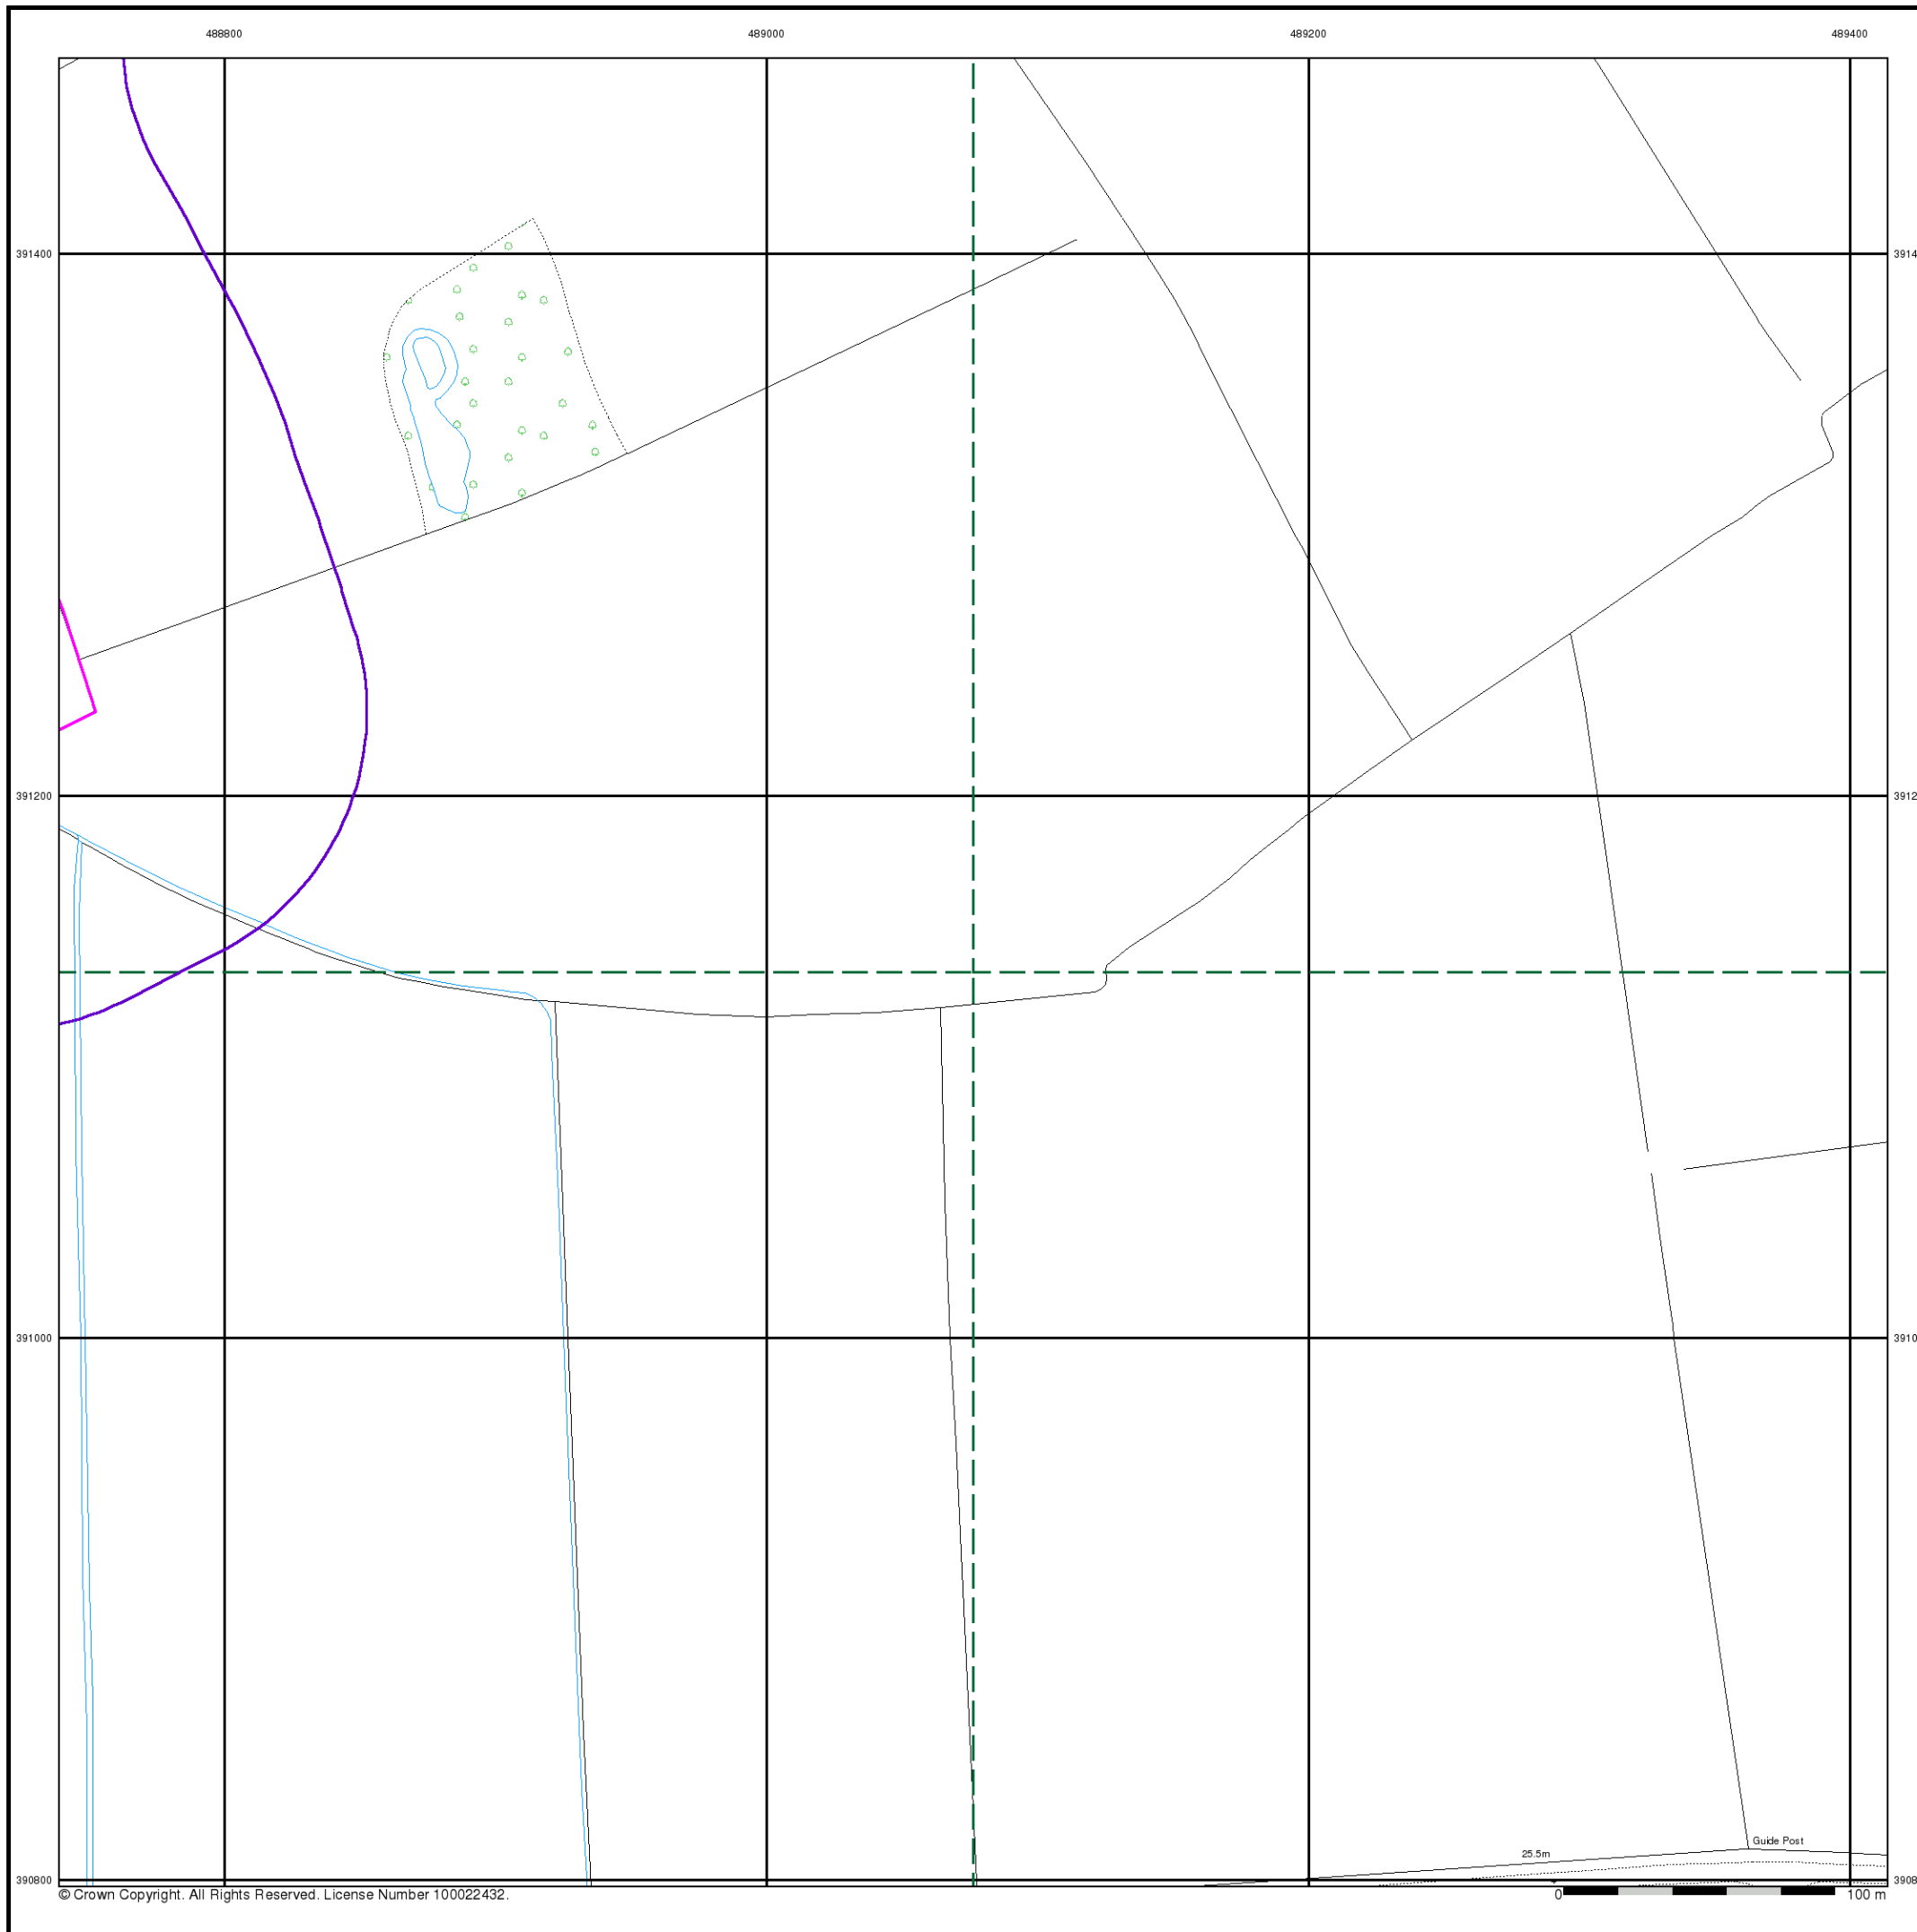 488800 489000 489200 489400
391400 3914
391200 3912
391000 3910
Guide Post
25.5m
390800 3908
© Crown Copyright. All Rights Reserved. License Number 100022432.
0 100 m